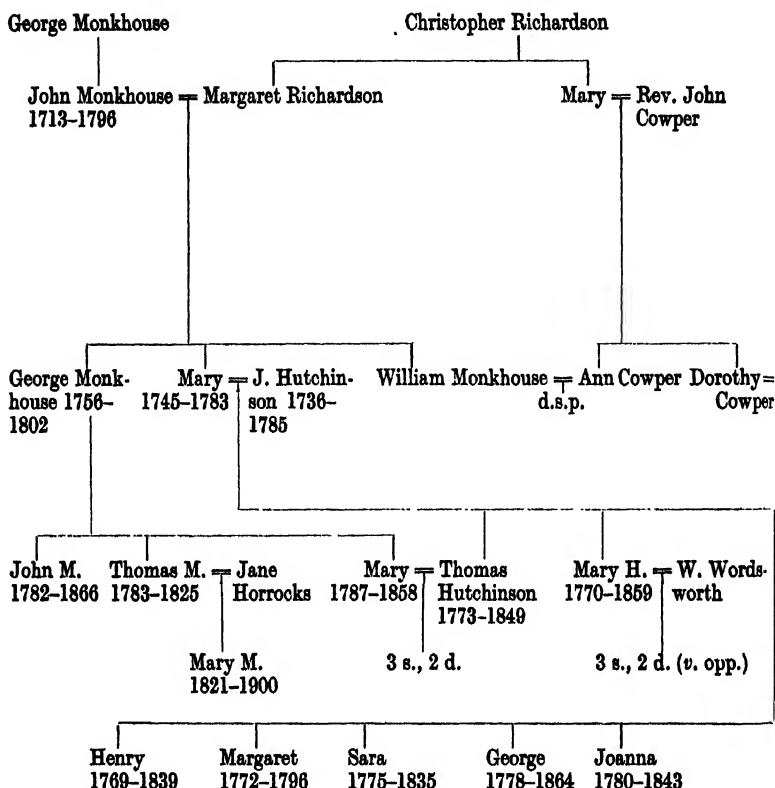 George Monkhouse Christopher Richardson
John Monkhouse = Margaret Richardson Mary = Rev. John
1713–1796 Cowper
George Monk- Mary = J. Hutchin- William Monkhouse = Ann Cowper Dorothy =
house 1756– 1745–1783 son 1736– d.s.p. Cowper
1802 1785
John M. Thomas M. = Jane Mary = Thomas Mary H. = W. Words-
1782–1866 1783–1825 Horrocks 1787–1858 Hutchinson 1770–1859 worth
1773–1849
Mary M. 3 s., 2 d. 3 s., 2 d. (v. opp.)
1821–1900
Henry Margaret Sara George Joanna
1769–1839 1772–1796 1775–1835 1778–1864 1780–1843